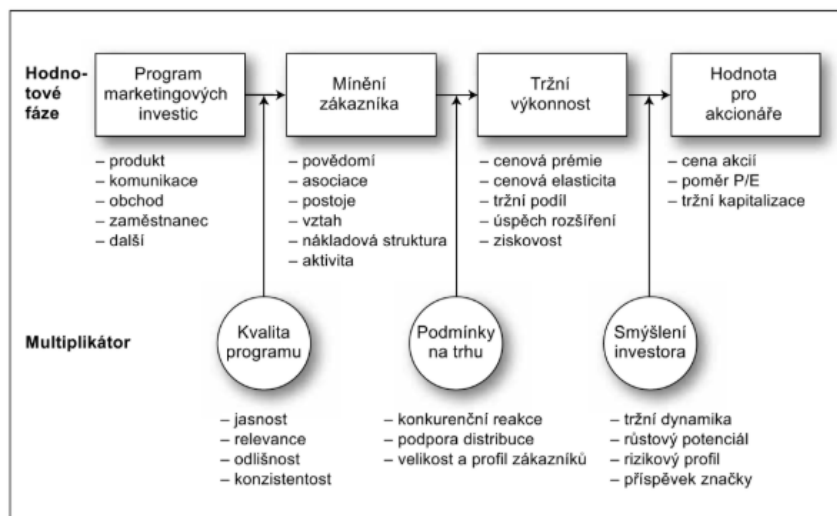 Hodno-
tové
fáze
Program
marketingových
investic
Mínění
zákazníka
Tržní
výkonnost
Hodnota
pro
akcionáře
– produkt
– komunikace
– obchod
– zaměstnanec
– další
– povědomí
– asociace
– postoje
– vztah
– nákladová struktura
– aktivita
– cenová prémie
– cenová elasticita
– tržní podíl
– úspěch rozšíření
– ziskovost
– cena akcií
– poměr P/E
– tržní kapitalizace
Multiplikátor
Kvalita
programu
Podmínky
na trhu
Smýšlení
investora
– jasnost
– relevance
– odlišnost
– konzistentost
– konkurenční reakce
– podpora distribuce
– velikost a profil zákazníků
– tržní dynamika
– růstový potenciál
– rizikový profil
– příspěvek značky